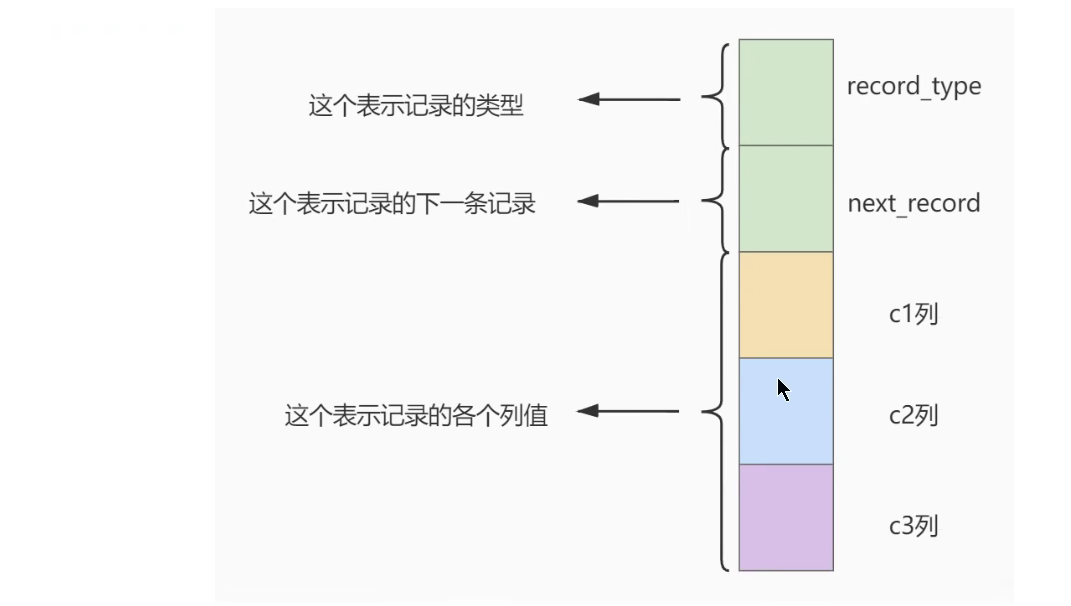 这个表示记录的类型
record_type
这个表示记录的下一条记录
next_record
c1列
这个表示记录的各个列值
c2列
c3列